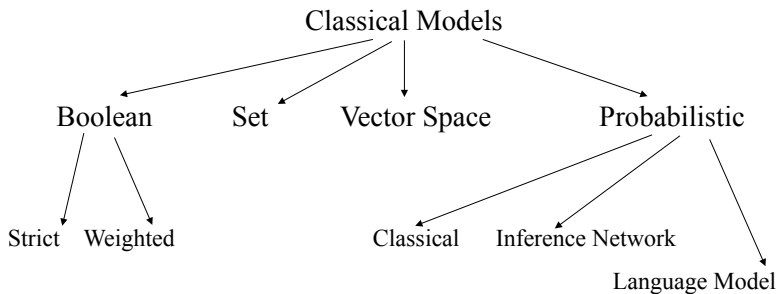 Classical Models
Boolean Set Vector Space Probabilistic
Strict Weighted Classical Inference Network
Language Model